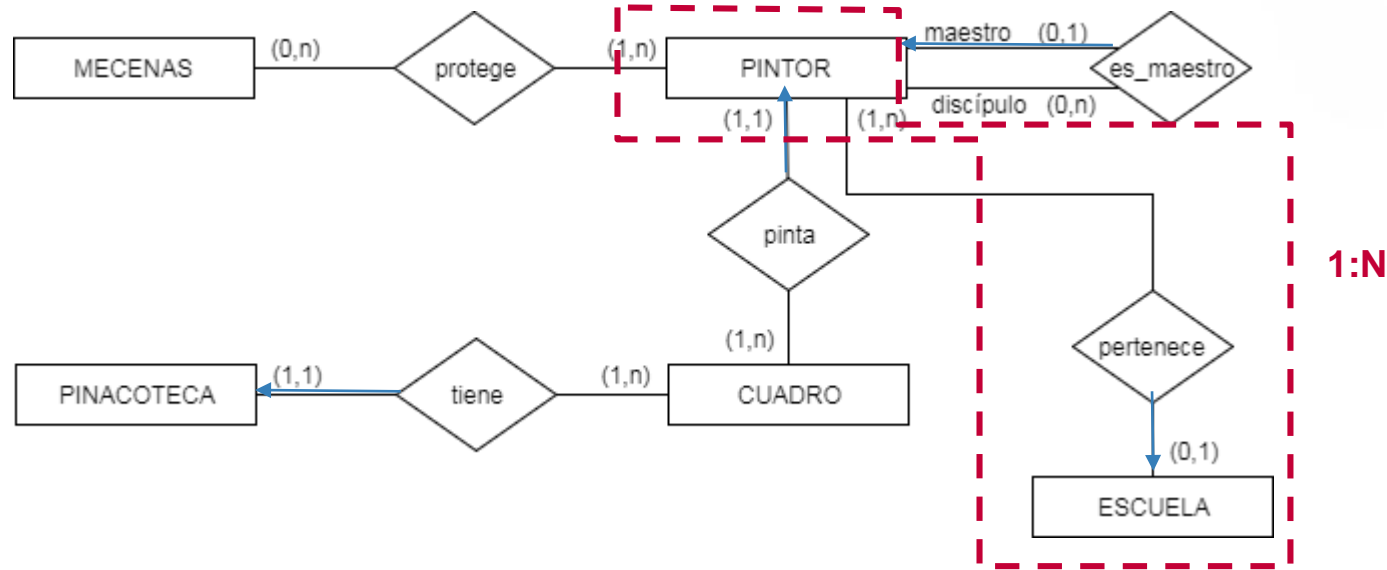 maestro (0,1)
MECENAS (0,n) protege (1,n) PINTOR es_maestro
discípulo (0,n)
(1,1) (1,n)
pinta
1:N
(1,n) pertenece
PINACOTECA (1,1) tiene (1,n) CUADRO
(0,1)
ESCUELA